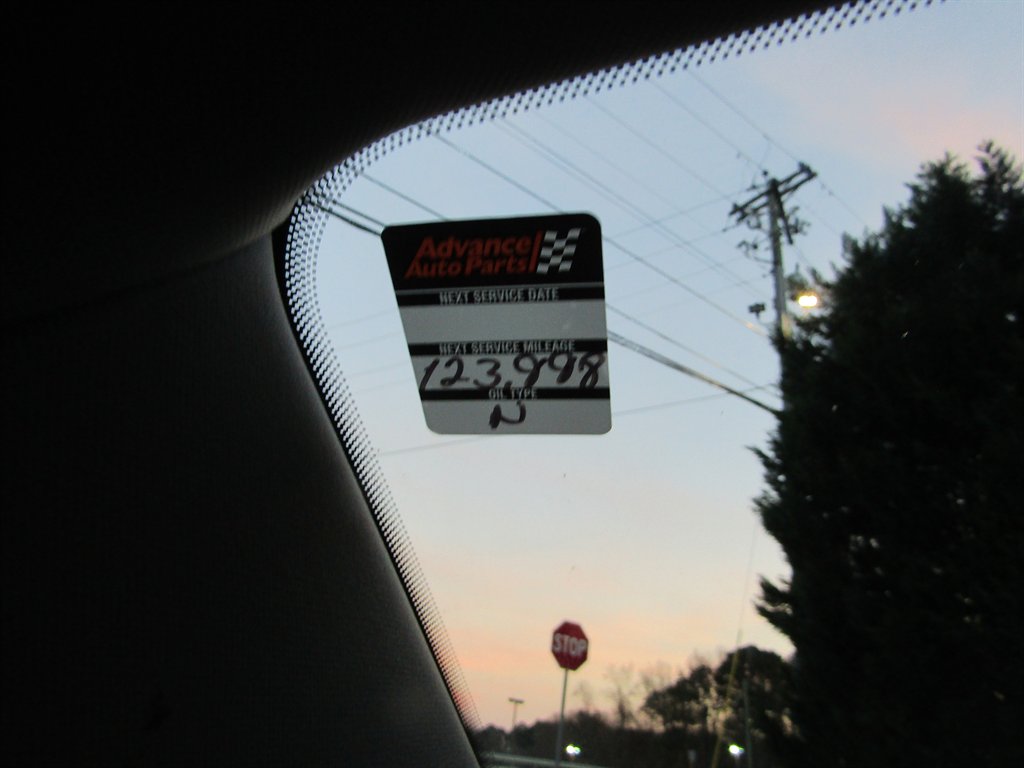 Advance
Auto Parts
NEXT SERVICE DATE
NEXT SERVICE MILEAGE
123,998
OIL TYPE
N
STOP